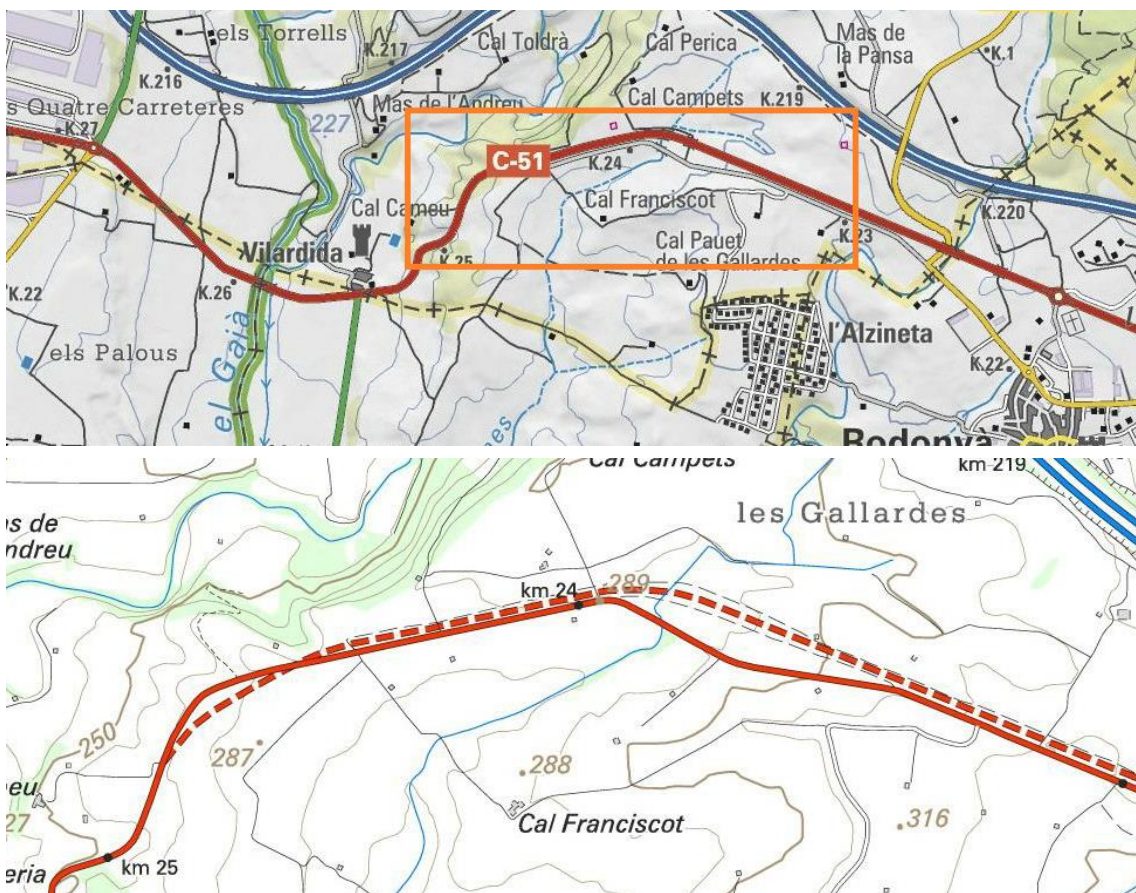 els Torrells
K.217
K.216
Cal Toldrà
Cal Perica
Mas de
la Pansa
K.1
s Quatre Carreteres
K.27
227
Mas de l'Andreu
Cal Campets
K.219
C-51
K.24
Cal Franciscot
Cal Cameu
Vilardida
K.25
Cal Pauet
de les Gallardes
K.23
K.220
K.22
K.26
els Palous
el Gaià
l'Alzineta
K.22
Rodonyà
Cal Campets
km 219
les Gallardes
s de
ndreu
km 24
289
250
287
288
eu
27
Cal Franciscot
316
km 25
eria